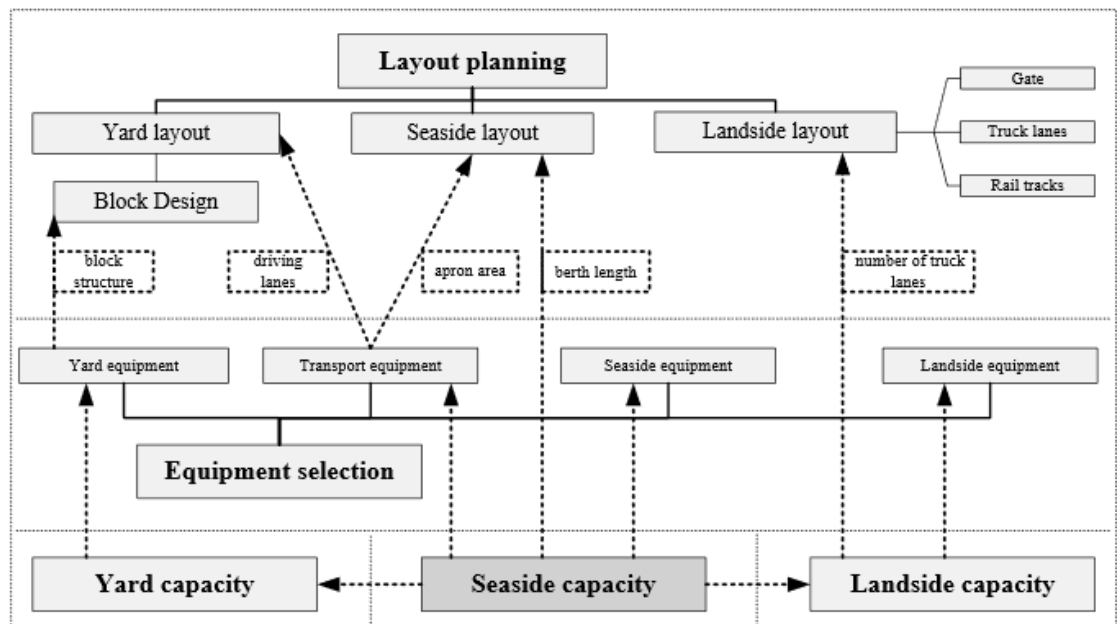 Layout planning
Gate
Yard layout
Seaside layout
Landside layout
Truck lanes
Rail tracks
Block Design
block
structure
driving
lanes
apron area
berth length
number of truck
lanes
Yard equipment
Transport equipment
Seaside equipment
Landside equipment
Equipment selection
Yard capacity
Seaside capacity
Landside capacity